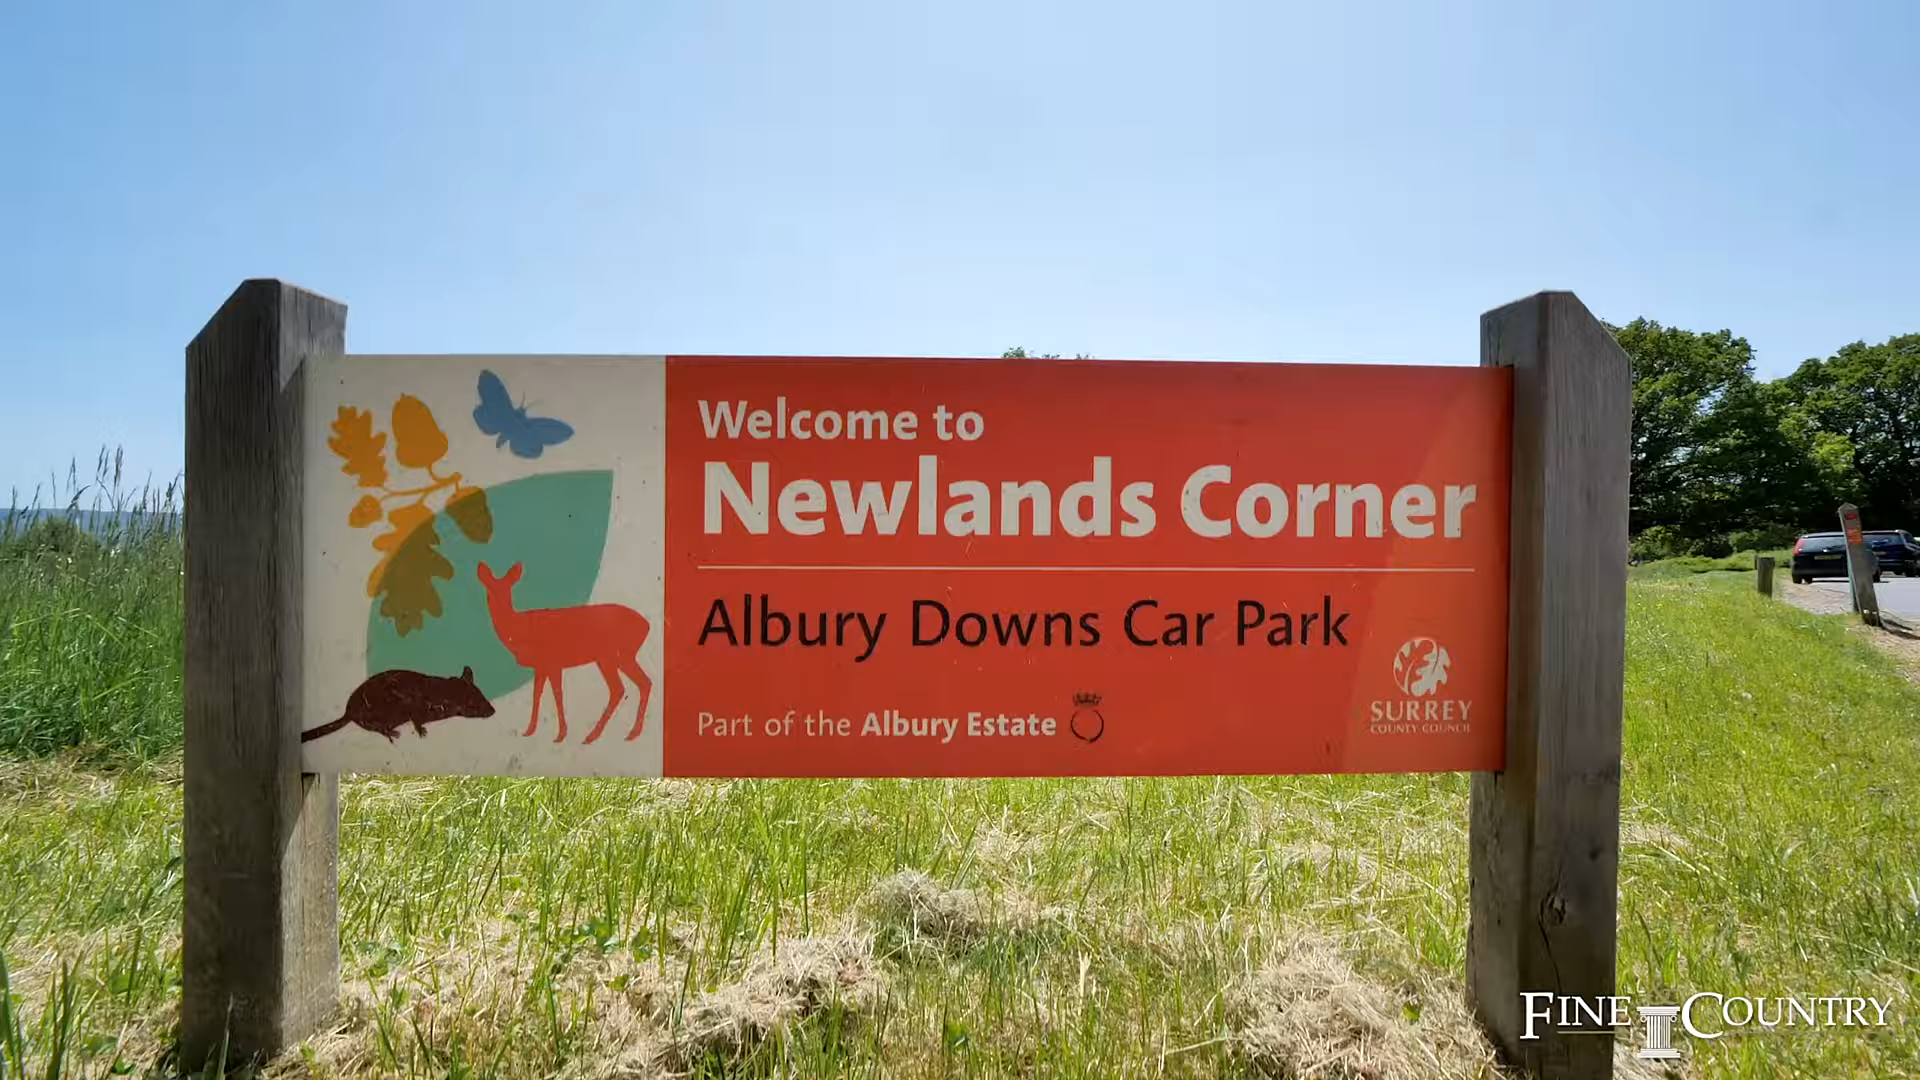 Welcome to
Newlands Corner
Albury Downs Car Park
Part of the Albury Estate
SURREY
COUNTY COUNCIL
FINE & COUNTRY